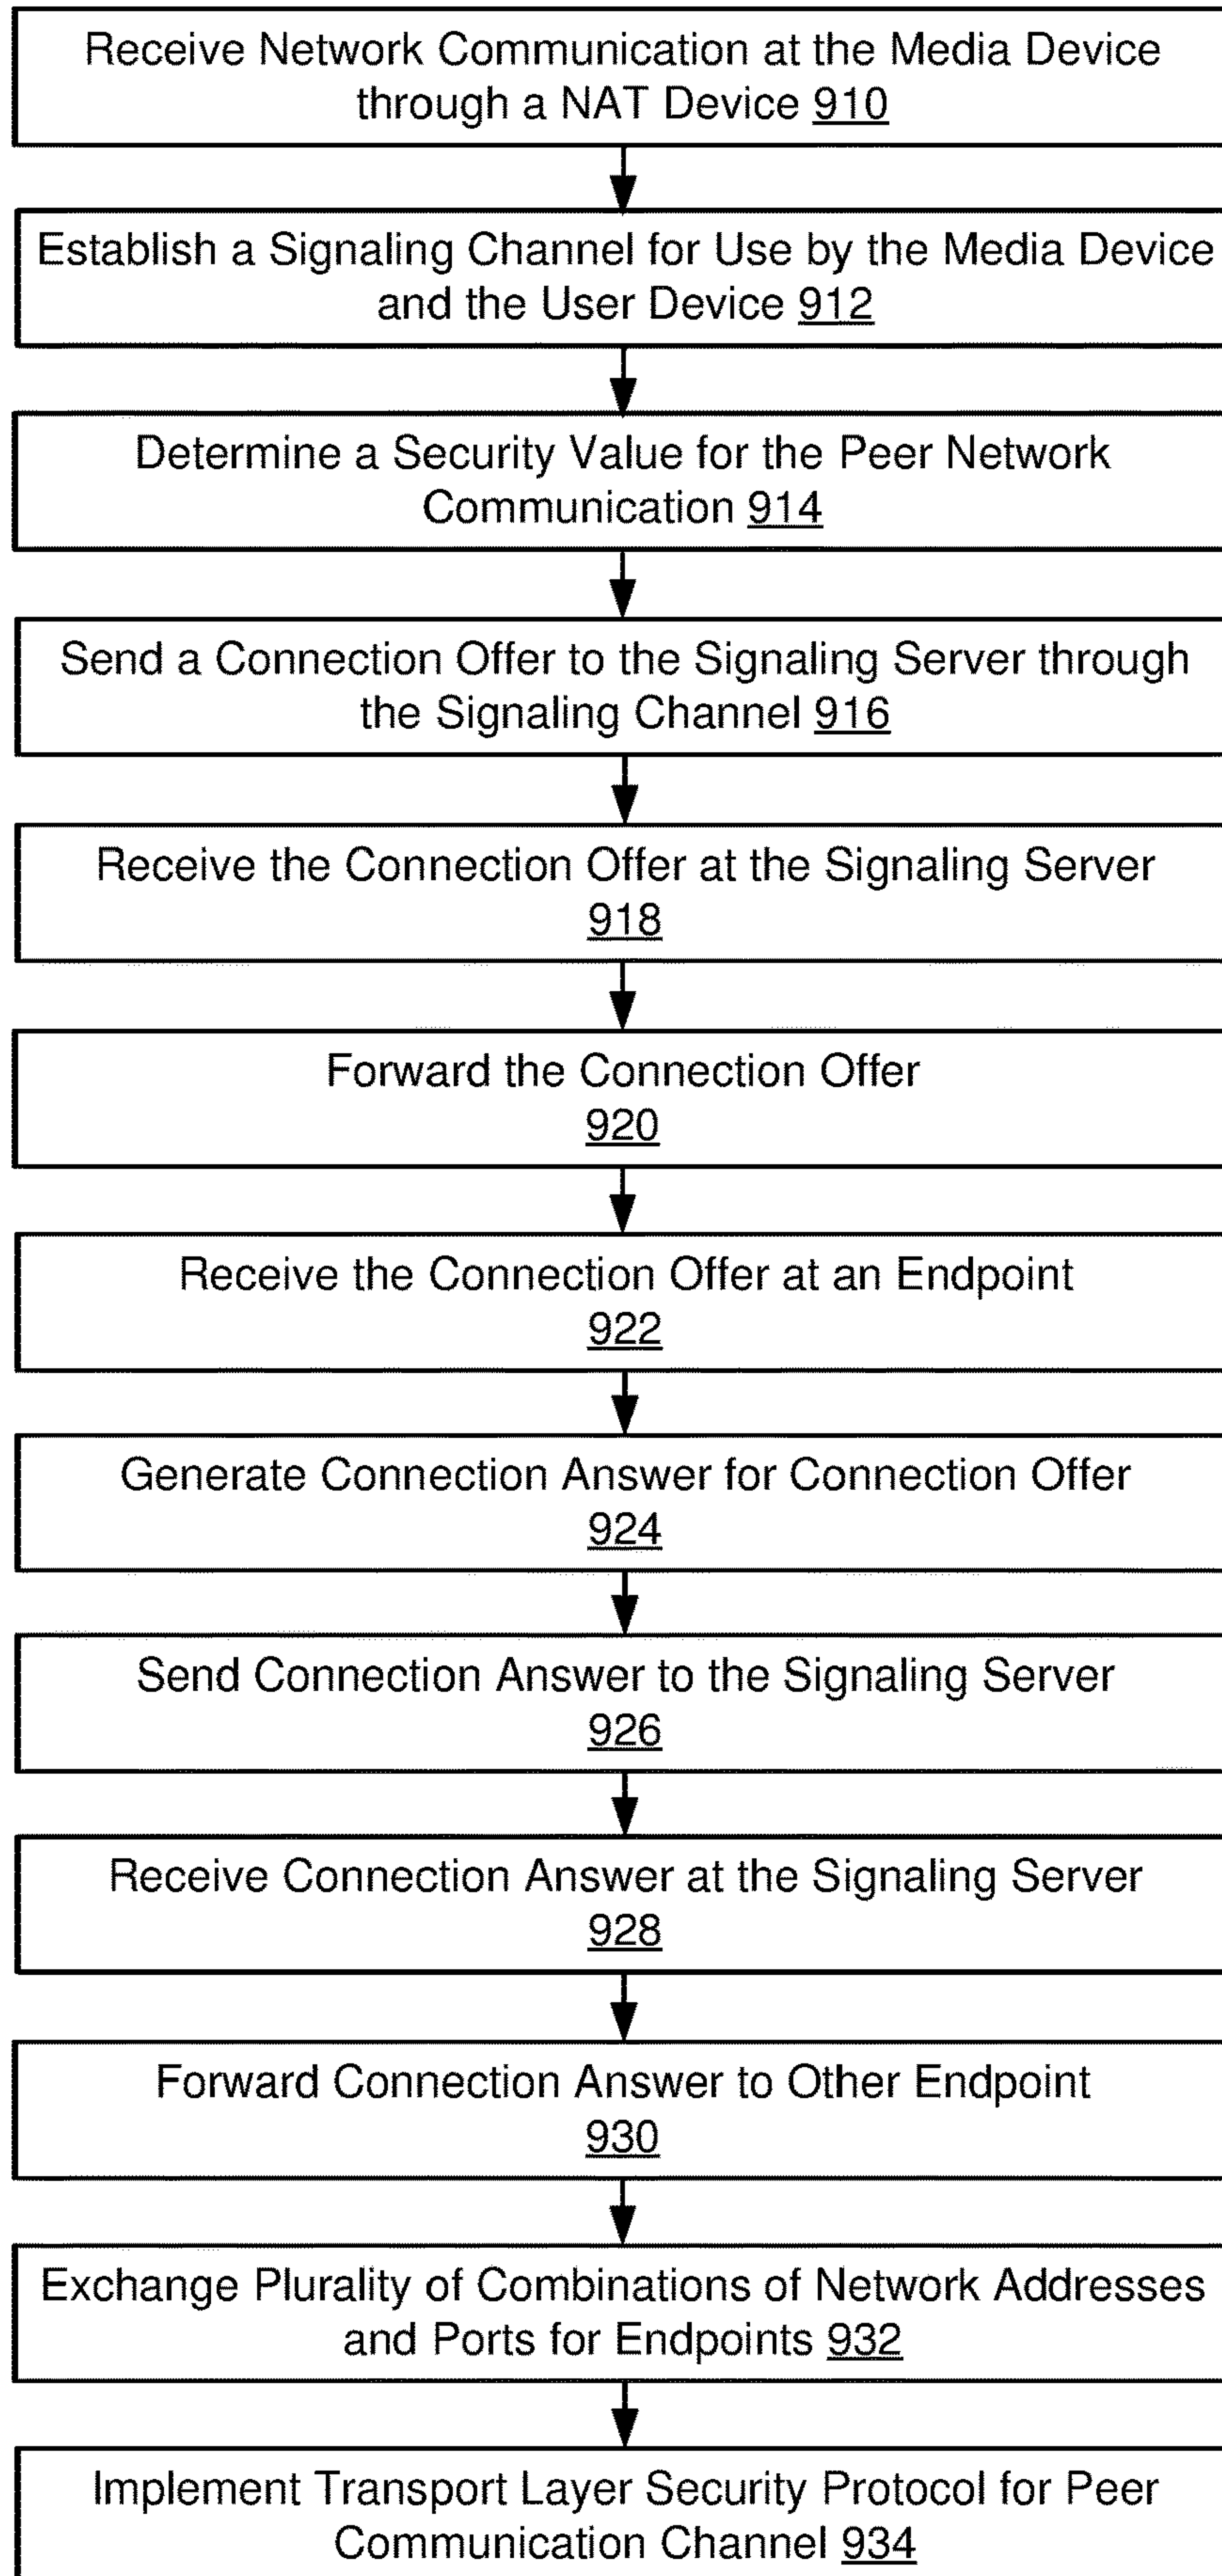 Receive Network Communication at the Media Device
through a NAT Device 910
Establish a Signaling Channel for Use by the Media Device
and the User Device 912
Determine a Security Value for the Peer Network
Communication 914
Send a Connection Offer to the Signaling Server through
the Signaling Channel 916
Receive the Connection Offer at the Signaling Server
918
Forward the Connection Offer
920
Receive the Connection Offer at an Endpoint
922
Generate Connection Answer for Connection Offer
924
Send Connection Answer to the Signaling Server
926
Receive Connection Answer at the Signaling Server
928
Forward Connection Answer to Other Endpoint
930
Exchange Plurality of Combinations of Network Addresses
and Ports for Endpoints 932
Implement Transport Layer Security Protocol for Peer
Communication Channel 934